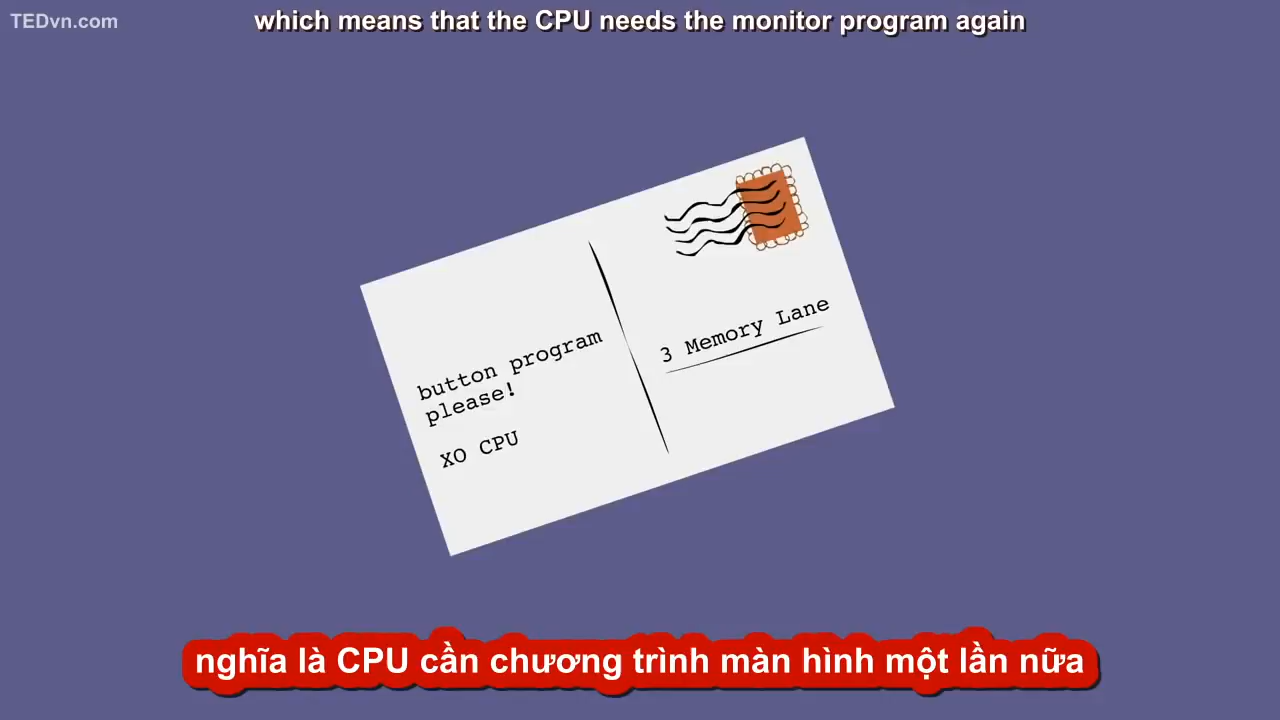 TEDvn.com
which means that the CPU needs the monitor program again
button program
please!
XO CPU
3 Memory Lane
nghĩa là CPU cần chương trình màn hình một lần nữa